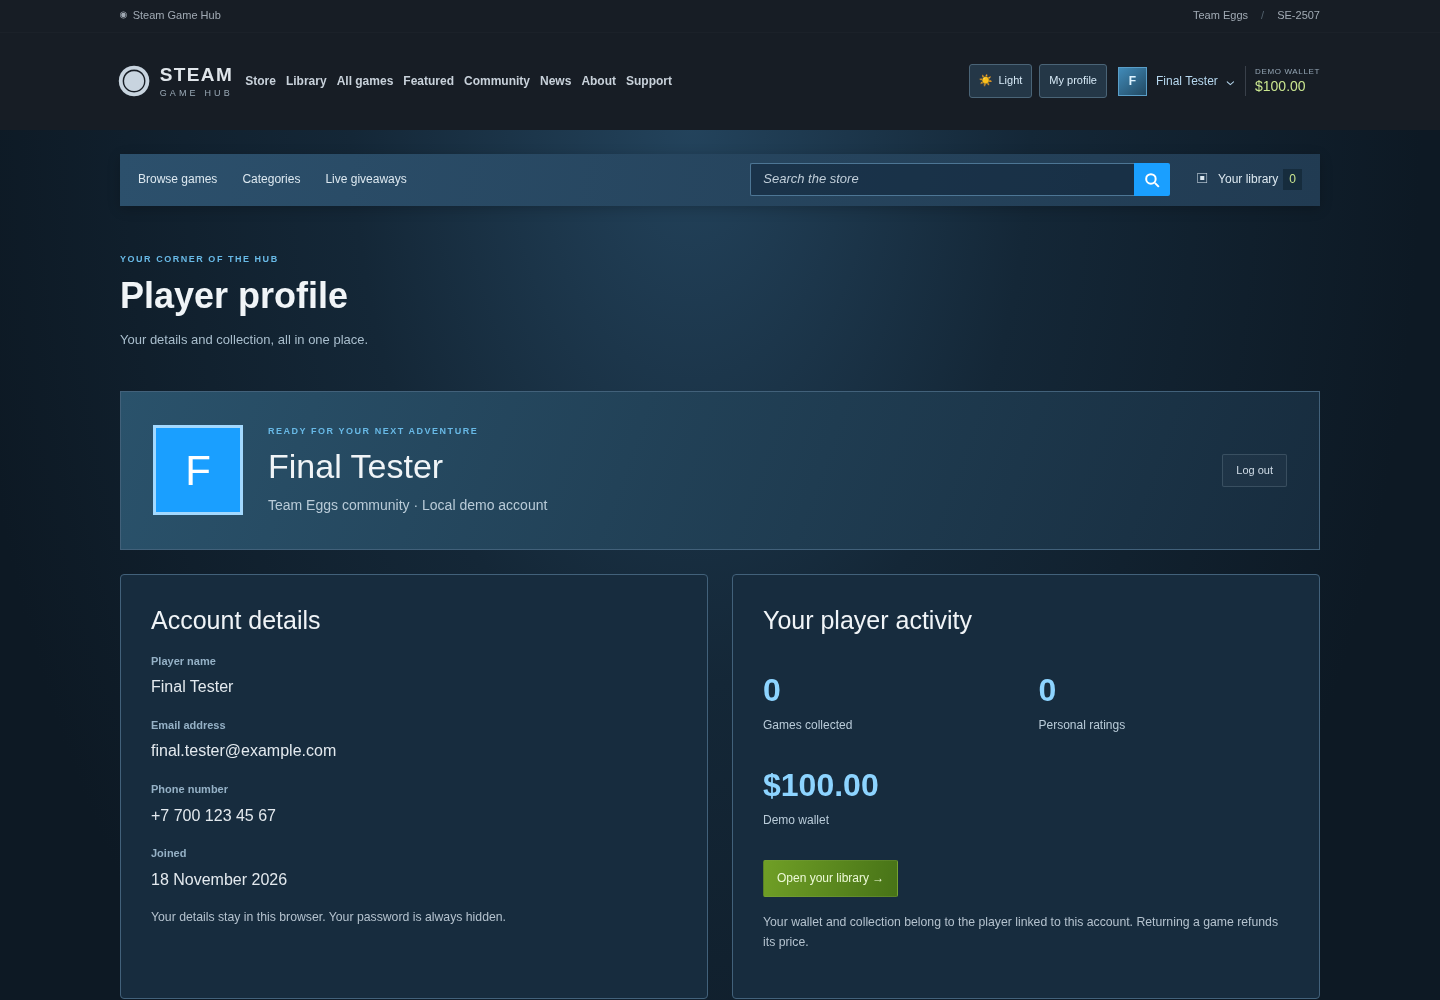 Steam Game Hub
Team Eggs / SE-2507
STEAM
GAME HUB
Store Library All games Featured Community News About Support
Light
My profile
F
Final Tester
DEMO WALLET
$100.00
Browse games Categories Live giveaways
Search the store
Your library 0
YOUR CORNER OF THE HUB
Player profile
Your details and collection, all in one place.
F
READY FOR YOUR NEXT ADVENTURE
Final Tester
Team Eggs community · Local demo account
Log out
Account details
Player name
Final Tester
Email address
final.tester@example.com
Phone number
+7 700 123 45 67
Joined
18 November 2026
Your details stay in this browser. Your password is always hidden.
Your player activity
0
Games collected
0
Personal ratings
$100.00
Demo wallet
Open your library →
Your wallet and collection belong to the player linked to this account. Returning a game refunds
its price.